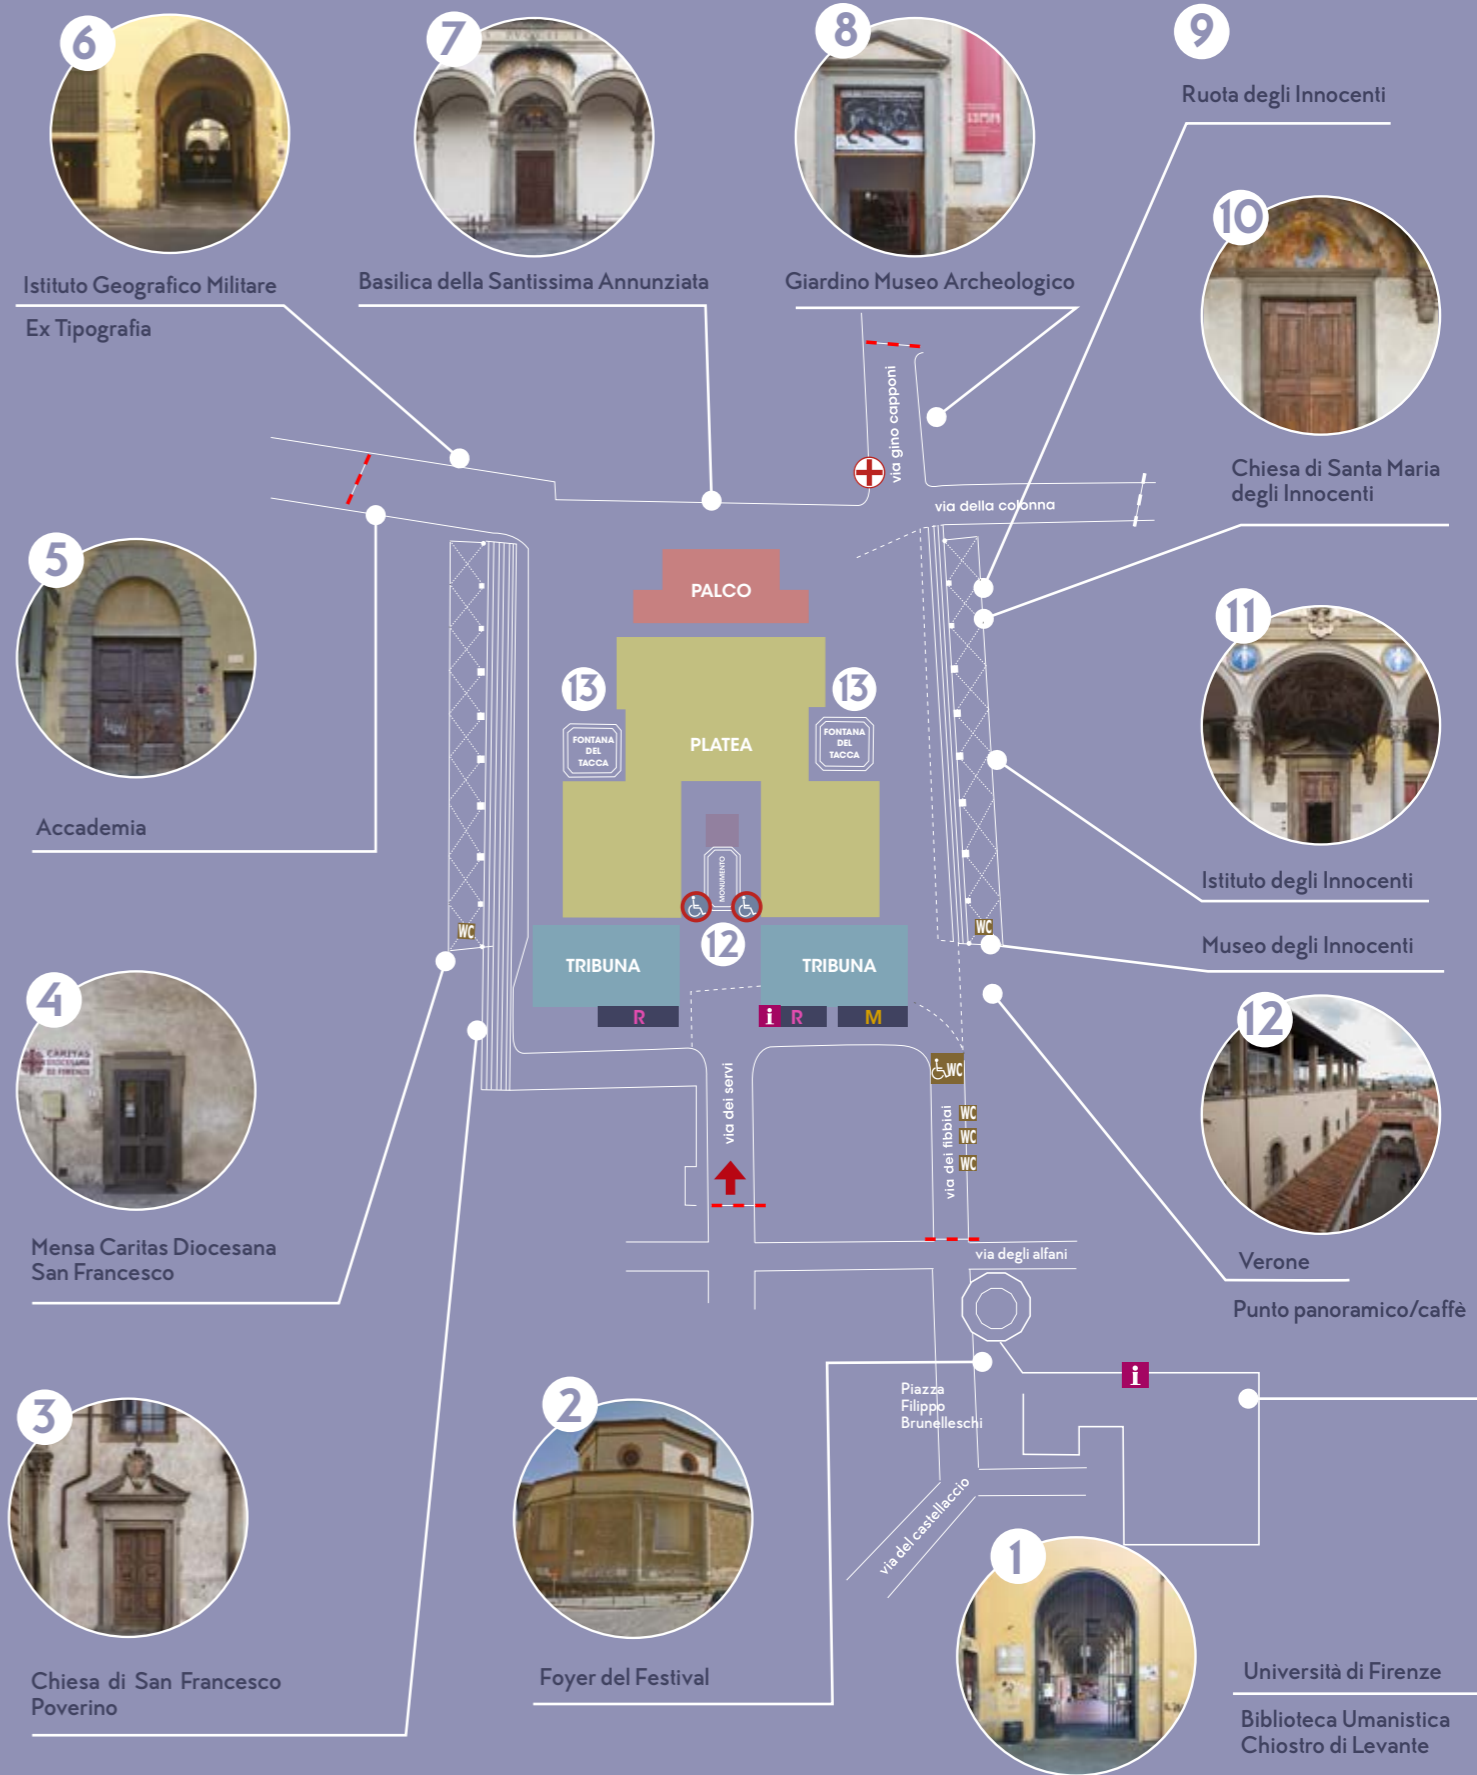 6
7
8
9
Ruota degli Innocenti
10
Istituto Geografico Militare
Ex Tipografia
Basilica della Santissima Annunziata
Giardino Museo Archeologico
via gino capponi
via della colonna
Chiesa di Santa Maria
degli Innocenti
5
Accademia
PALCO
13
13
PLATEA
FONTANA
DEL
TACCA
FONTANA
DEL
TACCA
MONUMENTO
12
11
Istituto degli Innocenti
Museo degli Innocenti
WC
WC
TRIBUNA
TRIBUNA
R
i
R
M
4
CARITAS
DIOCESANA
DI FIRENZE
Mensa Caritas Diocesana
San Francesco
via dei servi
WC
via dei fibbiai
WC
WC
WC
12
Verone
Punto panoramico/caffè
via degli alfani
3
Chiesa di San Francesco
Poverino
2
Foyer del Festival
Piazza
Filippo
Brunelleschi
i
via del castellaccio
1
Università di Firenze
Biblioteca Umanistica
Chiostro di Levante